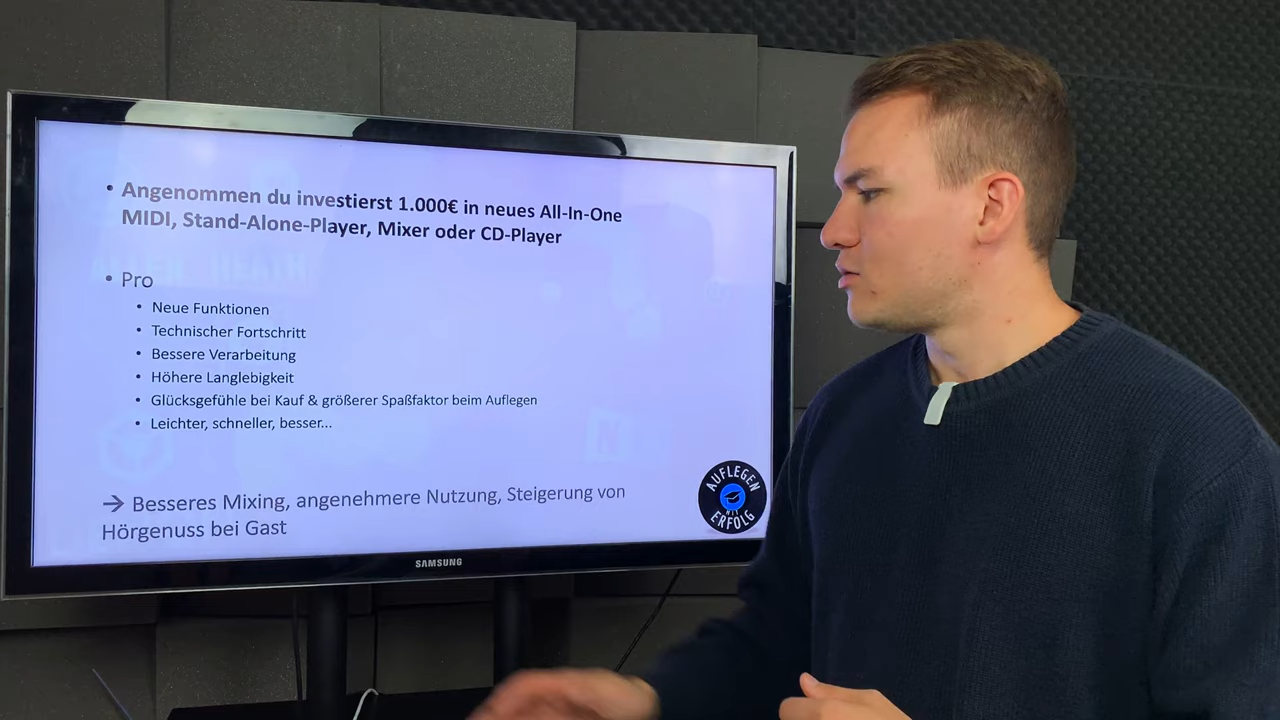 • Angenommen du investierst 1.000€ in neues All-In-One
MIDI, Stand-Alone-Player, Mixer oder CD-Player
• Pro
• Neue Funktionen
• Technischer Fortschritt
• Bessere Verarbeitung
• Höhere Langlebigkeit
• Glücksgefühle bei Kauf & größerer Spaßfaktor beim Auflegen
• Leichter, schneller, besser...
→ Besseres Mixing, angenehmere Nutzung, Steigerung von
Hörgenuss bei Gast
AUFLEGEN
MIT
ERFOLG
SAMSUNG